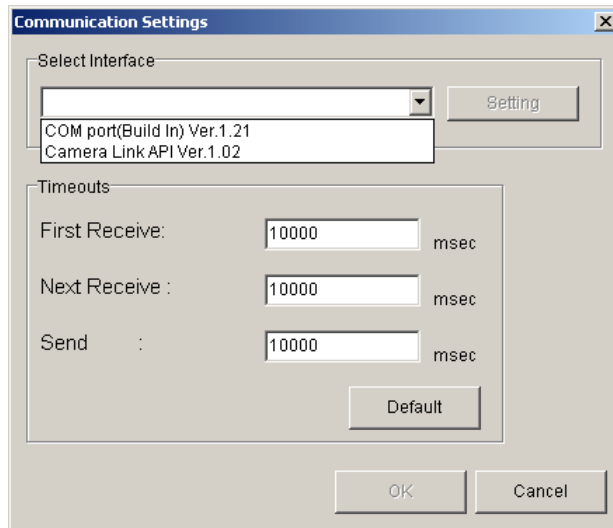 Communication Settings
Select Interface
Setting
COM port(Build In) Ver.1.21
Camera Link API Ver.1.02
Timeouts
First Receive: 10000 msec
Next Receive : 10000 msec
Send : 10000 msec
Default
OK Cancel